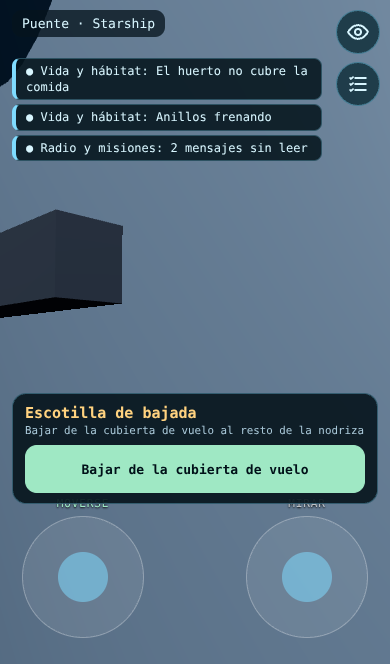 Puente · Starship
● Vida y hábitat: El huerto no cubre la
comida
● Vida y hábitat: Anillos frenando
● Radio y misiones: 2 mensajes sin leer
Escotilla de bajada
Bajar de la cubierta de vuelo al resto de la nodriza
Bajar de la cubierta de vuelo
MOVERSE
MIRAR